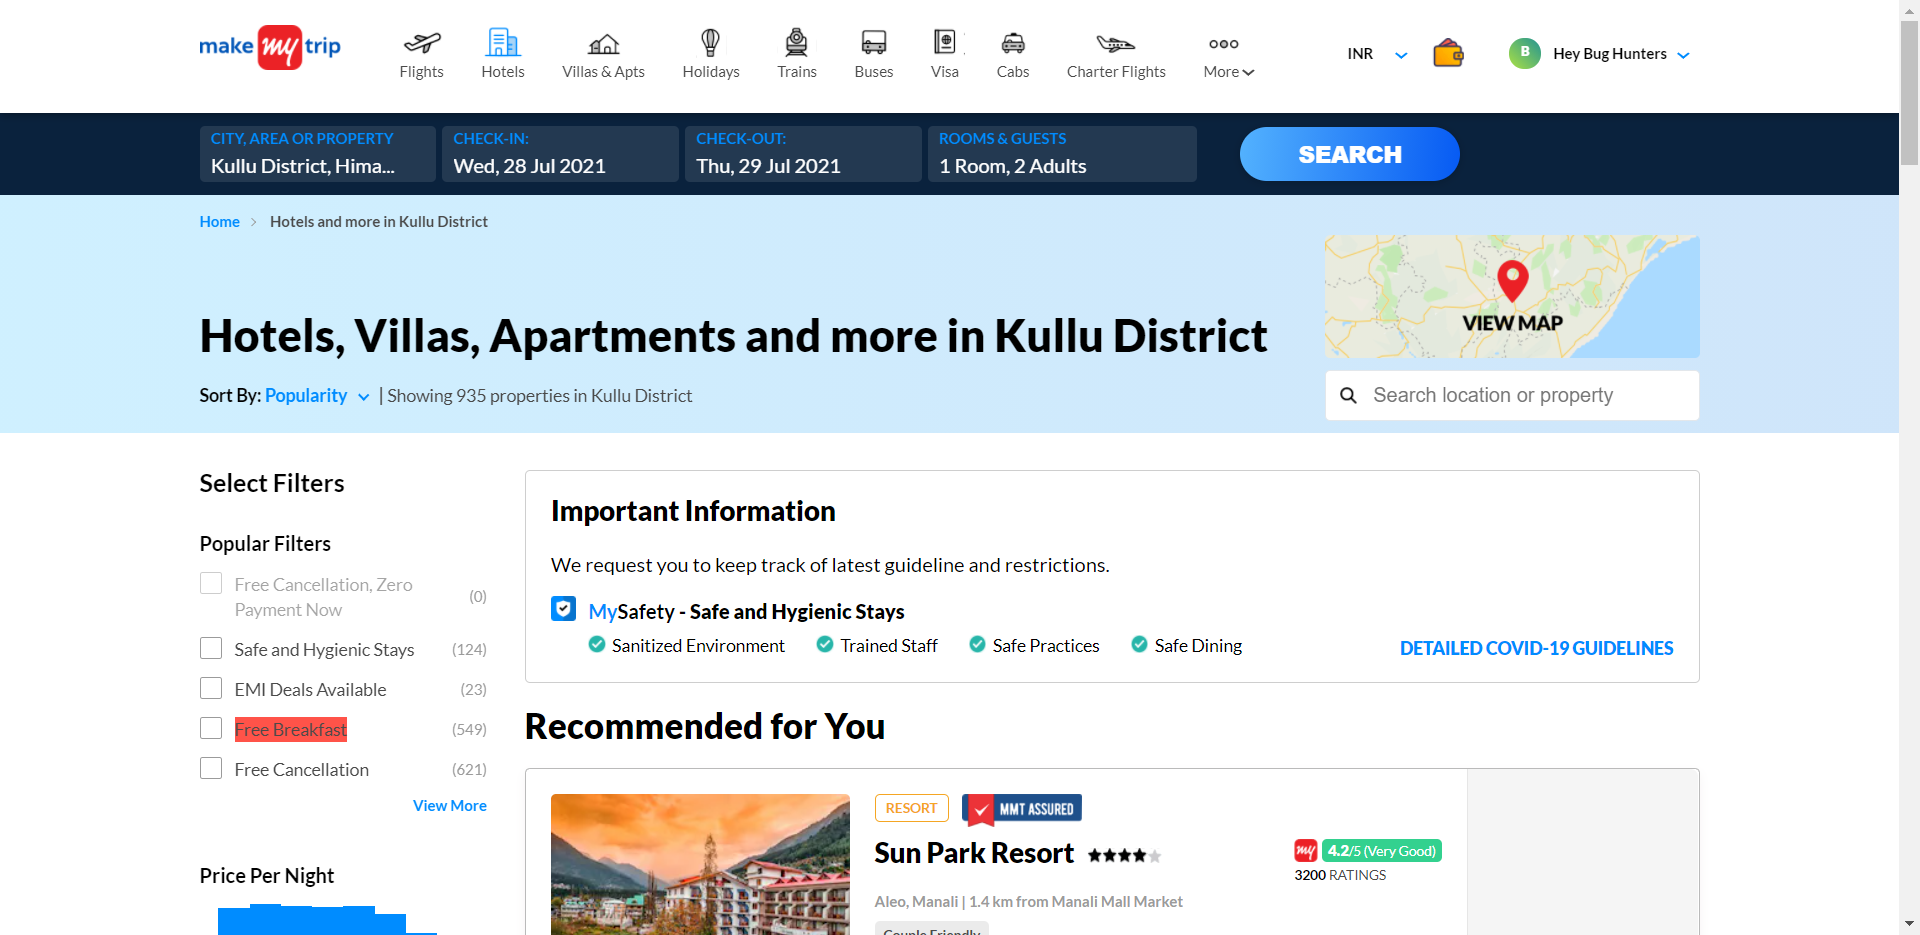 make my trip
Flights
Hotels
Villas & Apts
Holidays
Trains
Buses
Visa
Cabs
Charter Flights
More
INR
B
Hey Bug Hunters
CITY, AREA OR PROPERTY
Kullu District, Hima...
CHECK-IN:
Wed, 28 Jul 2021
CHECK-OUT:
Thu, 29 Jul 2021
ROOMS & GUESTS
1 Room, 2 Adults
SEARCH
Home > Hotels and more in Kullu District
VIEW MAP
Hotels, Villas, Apartments and more in Kullu District
Sort By: Popularity | Showing 935 properties in Kullu District
Search location or property
Select Filters
Popular Filters
Free Cancellation, Zero
Payment Now (0)
Safe and Hygienic Stays (124)
EMI Deals Available (23)
Free Breakfast (549)
Free Cancellation (621)
View More
Price Per Night
Important Information
We request you to keep track of latest guideline and restrictions.
MySafety - Safe and Hygienic Stays
Sanitized Environment
Trained Staff
Safe Practices
Safe Dining
DETAILED COVID-19 GUIDELINES
Recommended for You
RESORT
MMT ASSURED
Sun Park Resort
my 4.2/5 (Very Good)
3200 RATINGS
Aleo, Manali | 1.4 km from Manali Mall Market
Couple Friendly